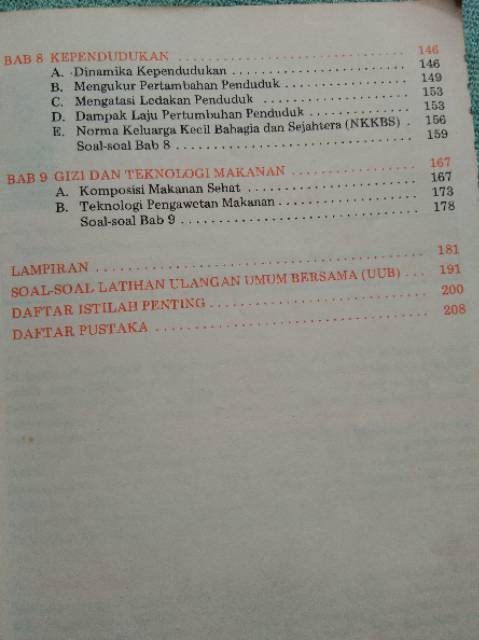 BAB 8 KEPENDUDUKAN ........................... 146
A. Dinamika Kependudukan ........................ 146
B. Mengukur Pertambahan Penduduk ................. 149
C. Mengatasi Ledakan Penduduk .................... 153
D. Dampak Laju Pertumbuhan Penduduk .............. 153
E. Norma Keluarga Kecil Bahagia dan Sejahtera (NKKBS) . 156
Soal-soal Bab 8 ................................. 159
BAB 9 GIZI DAN TEKNOLOGI MAKANAN ................ 167
A. Komposisi Makanan Sehat ...................... 167
B. Teknologi Pengawetan Makanan .................. 173
Soal-soal Bab 9 ................................. 178
LAMPIRAN ....................................... 181
SOAL-SOAL LATIHAN ULANGAN UMUM BERSAMA (UUB) ... 191
DAFTAR ISTILAH PENTING .......................... 200
DAFTAR PUSTAKA ................................. 208